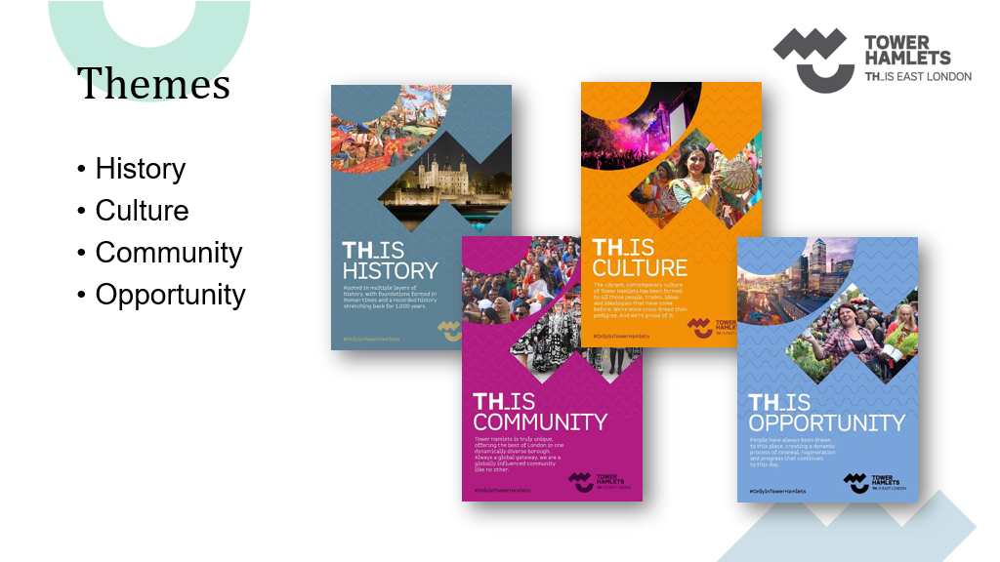 Themes
• History
• Culture
• Community
• Opportunity
TOWER
HAMLETS
TH_IS EAST LONDON
TH_IS
HISTORY
Rooted in multiple layers of
history, with foundations formed in
Roman times and a recorded history
stretching back for 1,000 years.
#OnlyInTowerHamlets
TH_IS
CULTURE
The vibrant, contemporary culture
of Tower Hamlets has been formed
by all those people, trades, ideas
and ideologies that have come
before. We're more cross-breed than
pedigree. And we're proud of it.
#OnlyInTowerHamlets
TOWER
HAMLE
TH_IS EAST
TH_IS
COMMUNITY
Tower Hamlets is truly unique,
offering the best of London in one
dynamically diverse borough.
Always a global gateway, we are a
globally influenced community
like no other.
#OnlyInTowerHamlets
TOWER
HAMLETS
TH_IS EAST LONDON
TH_IS
OPPORTUNITY
People have always been drawn
to this place, creating a dynamic
process of renewal, regeneration
and progress that continues
to this day.
#OnlyInTowerHamlets
TOWER
HAMLETS
TH_IS EAST LONDON